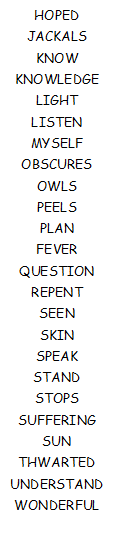 HOPED
JACKALS
KNOW
KNOWLEDGE
LIGHT
LISTEN
MYSELF
OBSCURES
OWLS
PEELS
PLAN
FEVER
QUESTION
REPENT
SEEN
SKIN
SPEAK
STAND
STOPS
SUFFERING
SUN
THWARTED
UNDERSTAND
WONDERFUL